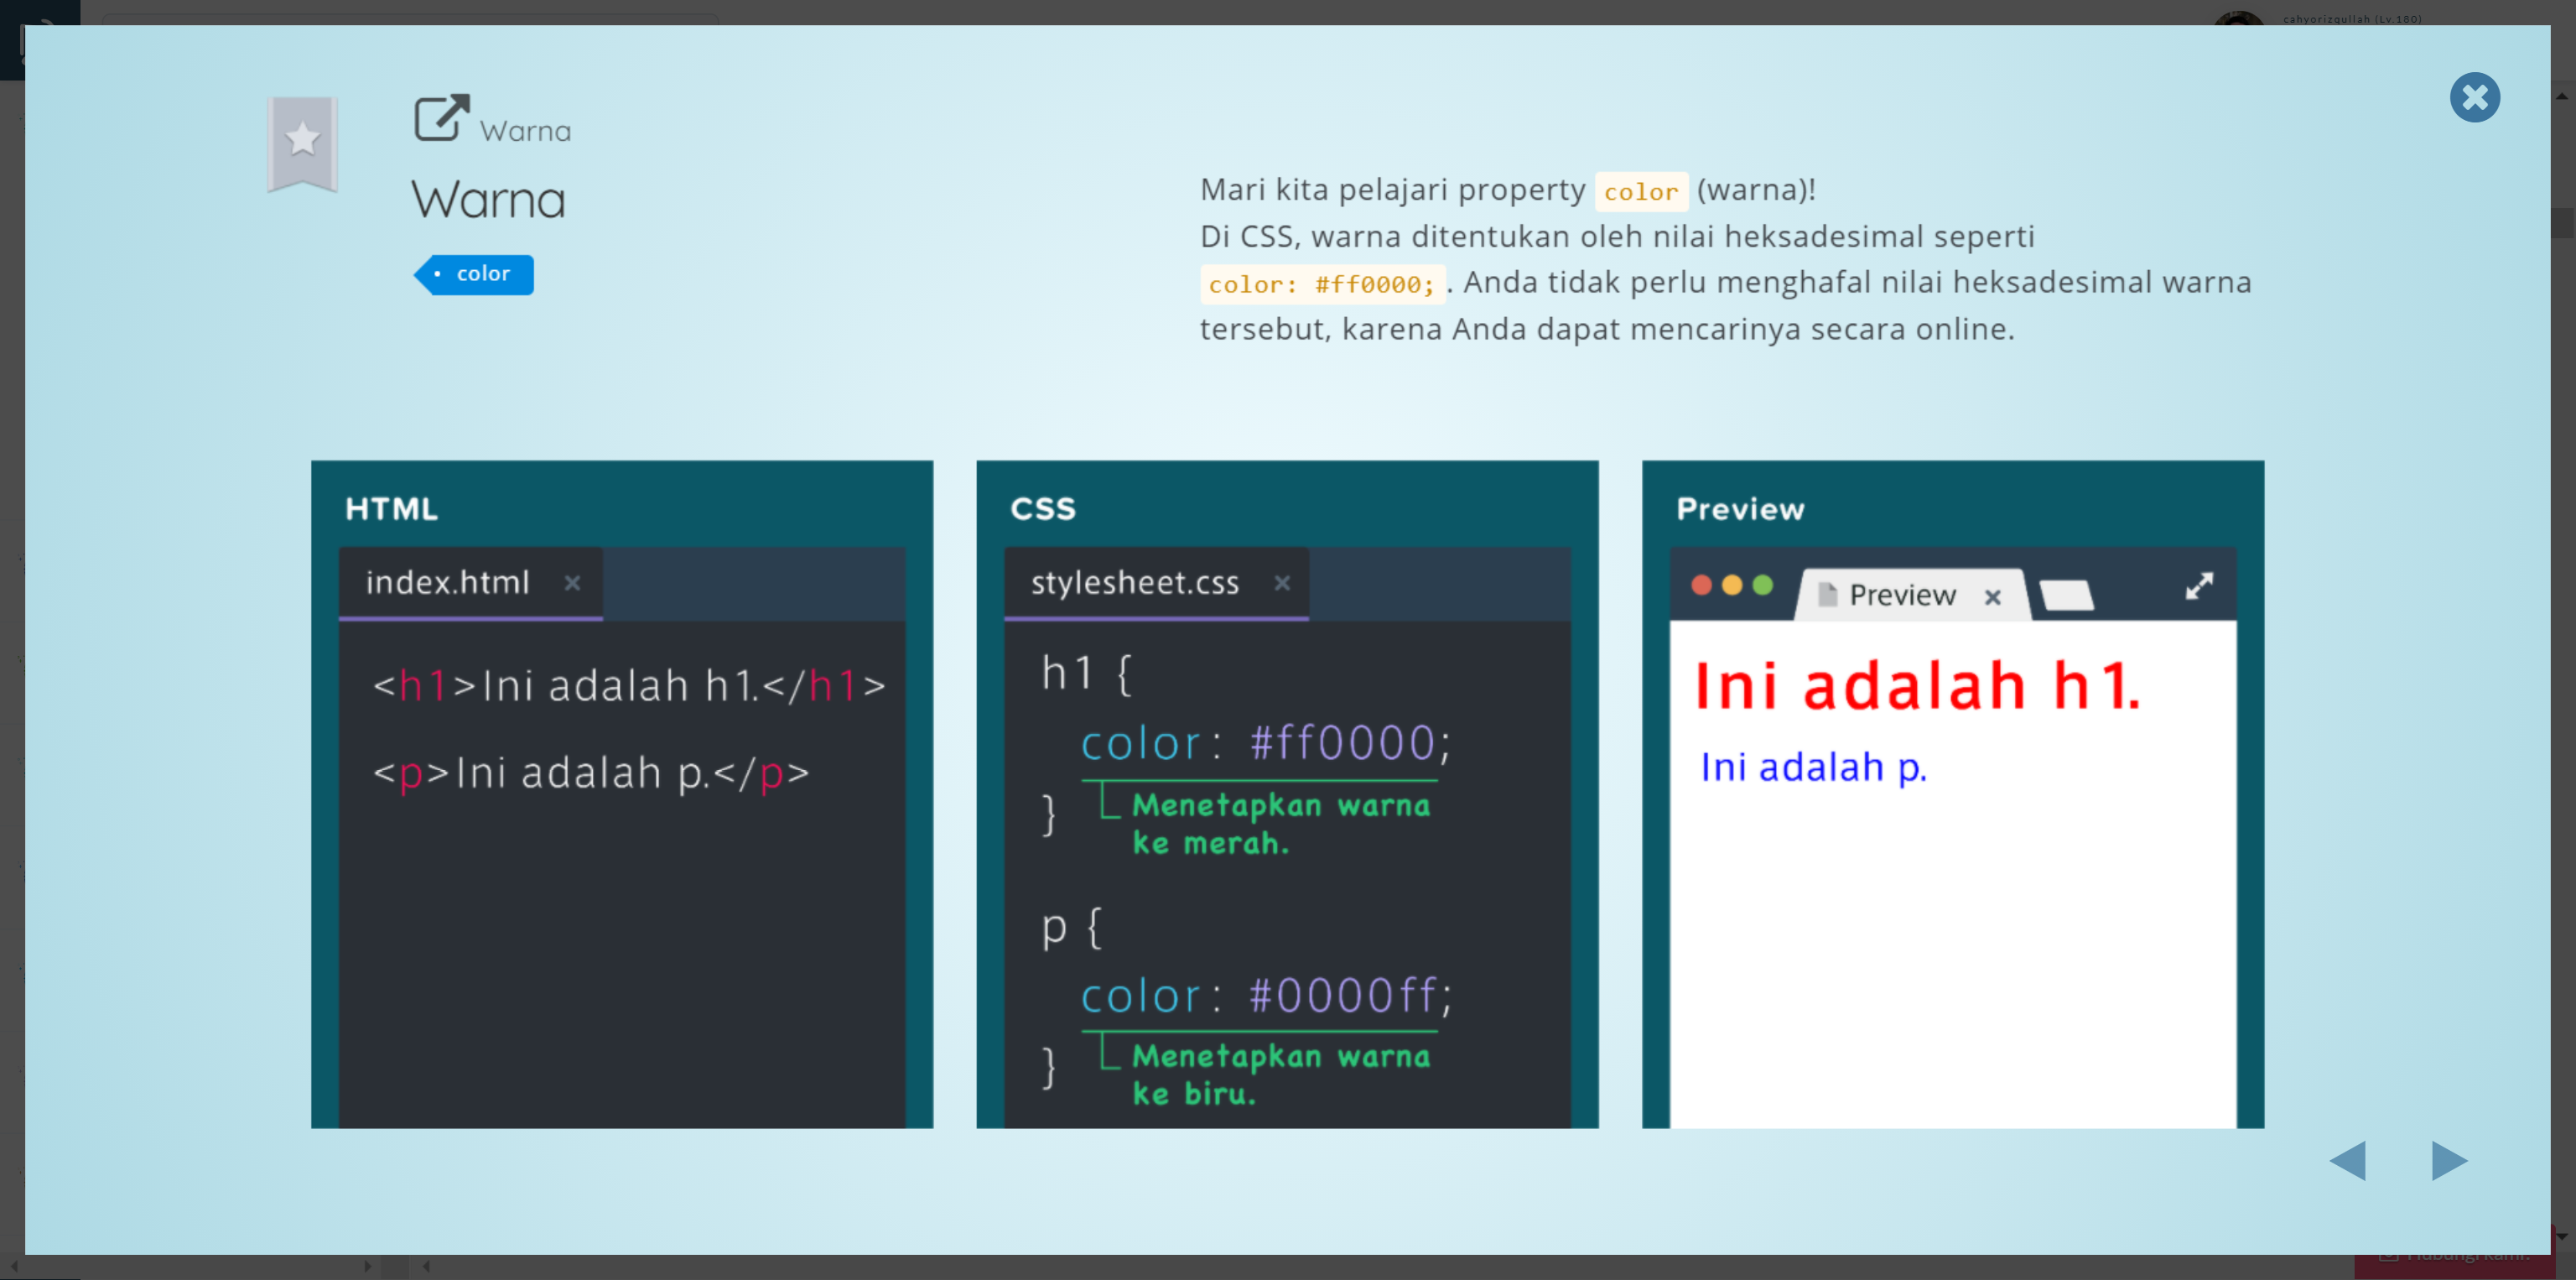 cahyorizqullah (Lv.180)
Warna
Warna
color
Mari kita pelajari property color (warna)!
Di CSS, warna ditentukan oleh nilai heksadesimal seperti
color: #ff0000; . Anda tidak perlu menghafal nilai heksadesimal warna
tersebut, karena Anda dapat mencarinya secara online.
HTML
index.html
<h1>Ini adalah h1.</h1>
<p>Ini adalah p.</p>
CSS
stylesheet.css
h1 {
color: #ff0000;
}
Menetapkan warna
ke merah.
p {
color: #0000ff;
}
Menetapkan warna
ke biru.
Preview
Preview
Ini adalah h1.
Ini adalah p.
Hubungi kami.